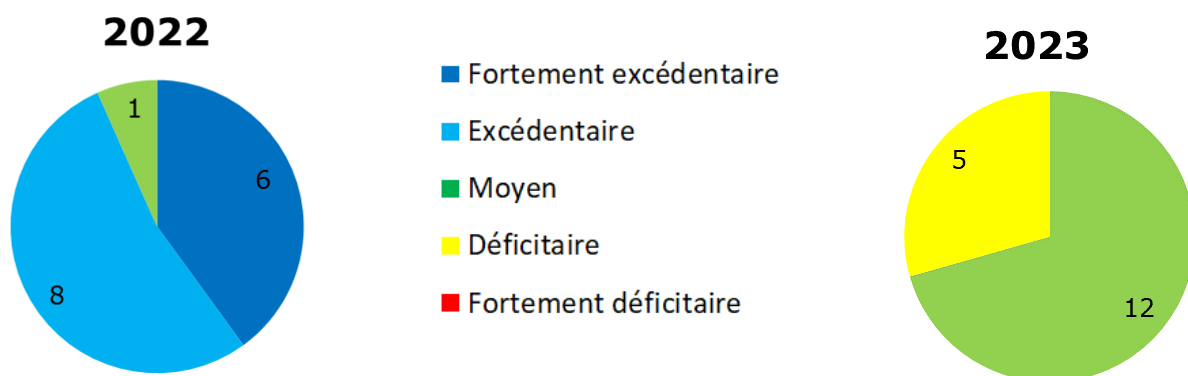 2022
1
6
8
Fortement excédentaire
Excédentaire
Moyen
Déficitaire
Fortement déficitaire
2023
5
12